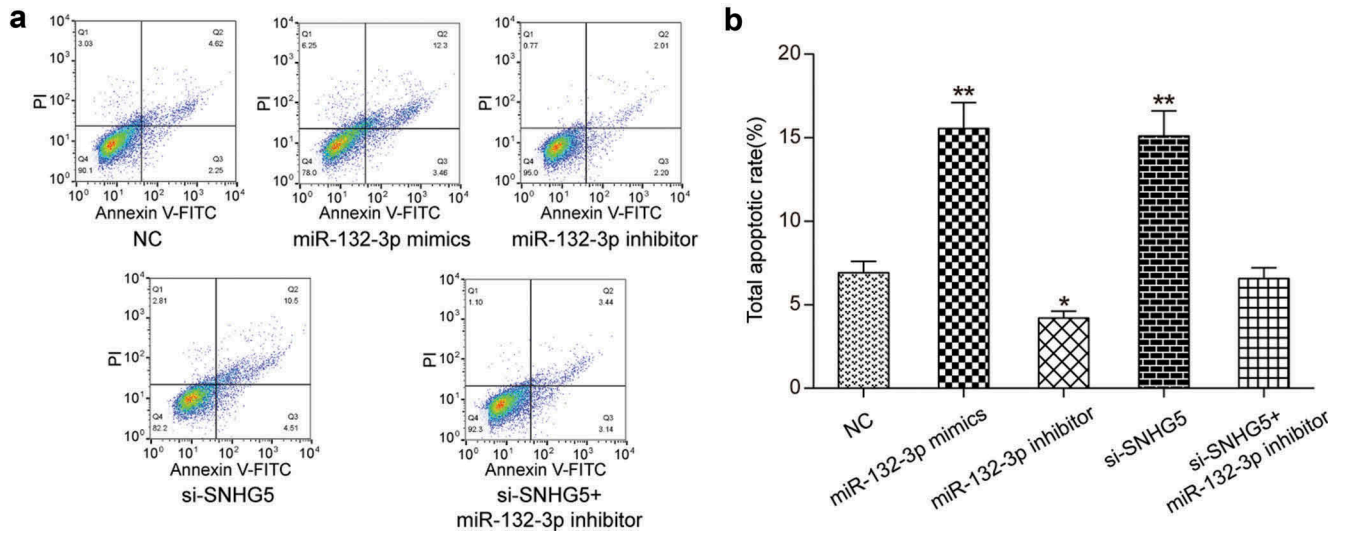 a
10⁴
10³
10²
10¹
10⁰
PI
Q1
3.03
Q2
4.62
Q4
90.1
Q3
2.25
10⁰ 10¹ 10² 10³ 10⁴
Annexin V-FITC
NC
10⁴
10³
10²
10¹
10⁰
PI
Q1
6.25
Q2
12.3
Q4
78.0
Q3
3.46
10⁰ 10¹ 10² 10³ 10⁴
Annexin V-FITC
miR-132-3p mimics
10⁴
10³
10²
10¹
10⁰
PI
Q1
0.77
Q2
2.01
Q4
95.0
Q3
2.20
10⁰ 10¹ 10² 10³ 10⁴
Annexin V-FITC
miR-132-3p inhibitor
10⁴
10³
10²
10¹
10⁰
PI
Q1
2.81
Q2
10.5
Q4
82.2
Q3
4.51
10⁰ 10¹ 10² 10³ 10⁴
Annexin V-FITC
si-SNHG5
10⁴
10³
10²
10¹
10⁰
PI
Q1
1.10
Q2
3.44
Q4
92.3
Q3
3.14
10⁰ 10¹ 10² 10³ 10⁴
Annexin V-FITC
si-SNHG5+
miR-132-3p inhibitor
b
Total apoptotic rate(%)
20
15
10
5
0
**
*
**
NC
miR-132-3p mimics
miR-132-3p inhibitor
si-SNHG5
si-SNHG5+
miR-132-3p inhibitor